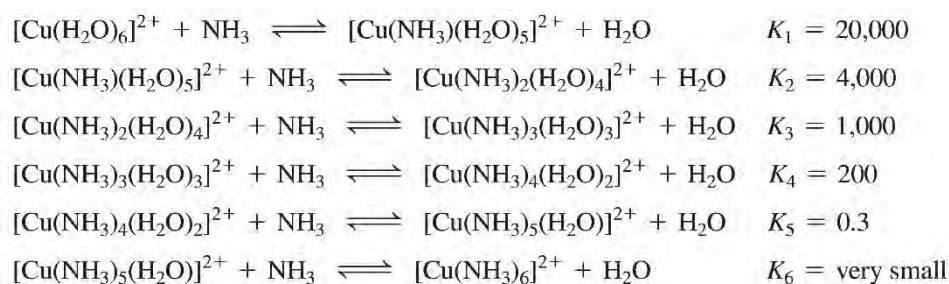 [Cu(H₂O)₆]²⁺ + NH₃ ⇌ [Cu(NH₃)(H₂O)₅]²⁺ + H₂O K₁ = 20,000
[Cu(NH₃)(H₂O)₅]²⁺ + NH₃ ⇌ [Cu(NH₃)₂(H₂O)₄]²⁺ + H₂O K₂ = 4,000
[Cu(NH₃)₂(H₂O)₄]²⁺ + NH₃ ⇌ [Cu(NH₃)₃(H₂O)₃]²⁺ + H₂O K₃ = 1,000
[Cu(NH₃)₃(H₂O)₃]²⁺ + NH₃ ⇌ [Cu(NH₃)₄(H₂O)₂]²⁺ + H₂O K₄ = 200
[Cu(NH₃)₄(H₂O)₂]²⁺ + NH₃ ⇌ [Cu(NH₃)₅(H₂O)]²⁺ + H₂O K₅ = 0.3
[Cu(NH₃)₅(H₂O)]²⁺ + NH₃ ⇌ [Cu(NH₃)₆]²⁺ + H₂O K₆ = very small